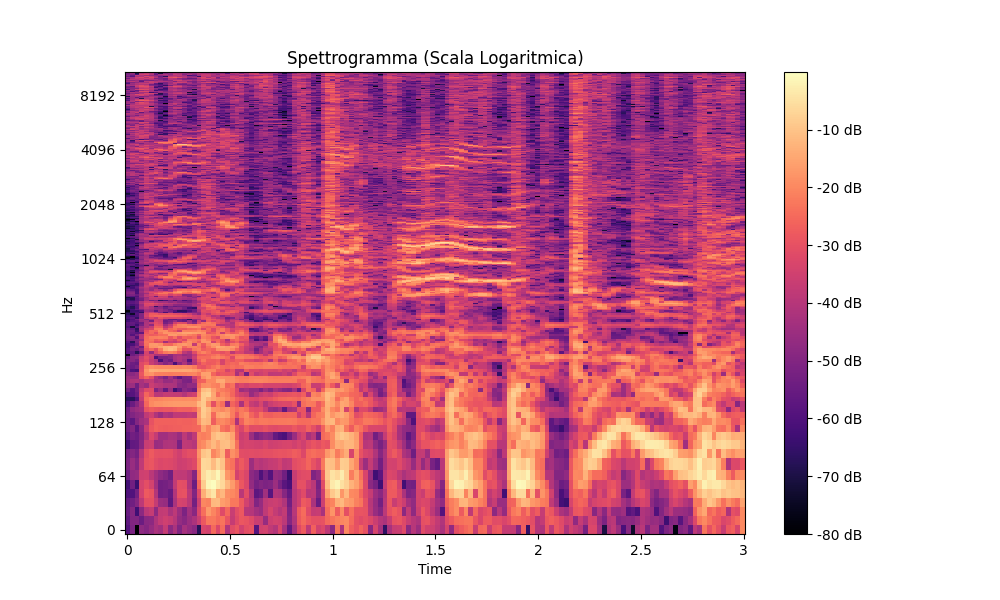 Spettrogramma (Scala Logaritmica)
Hz
8192
4096
2048
1024
512
256
128
64
0
0
0.5
1
1.5
2
2.5
3
Time
-10 dB
-20 dB
-30 dB
-40 dB
-50 dB
-60 dB
-70 dB
-80 dB